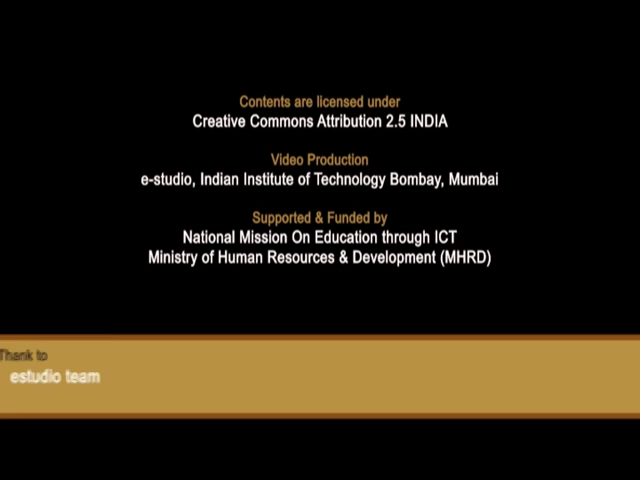 Contents are licensed under
Creative Commons Attribution 2.5 INDIA
Video Production
e-studio, Indian Institute of Technology Bombay, Mumbai
Supported & Funded by
National Mission On Education through ICT
Ministry of Human Resources & Development (MHRD)
Thank to
estudio team